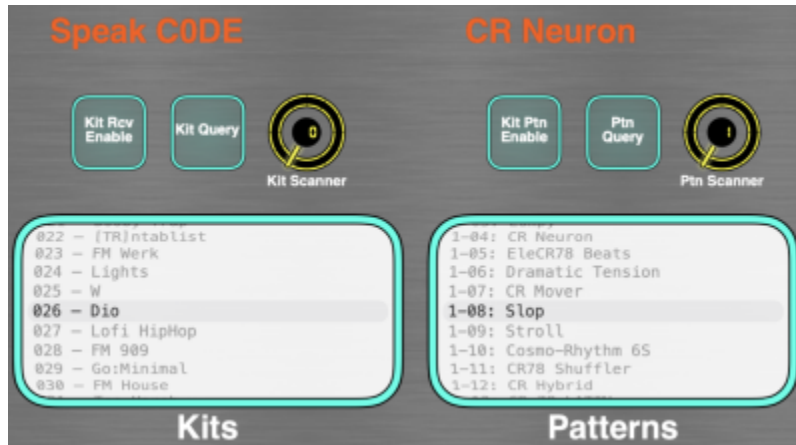 Speak C0DE
CR Neuron
Kit Rcv
Enable
Kit Query
0
Kit Scanner
Kit Ptn
Enable
Ptn
Query
1
Ptn Scanner
022 – [TR]ntablist
023 – FM Werk
024 – Lights
025 – W
026 – Dio
027 – Lofi HipHop
028 – FM 909
029 – Go:Minimal
030 – FM House
Kits
1-04: CR Neuron
1-05: EleCR78 Beats
1-06: Dramatic Tension
1-07: CR Mover
1-08: Slop
1-09: Stroll
1-10: Cosmo-Rhythm 6S
1-11: CR78 Shuffler
1-12: CR Hybrid
Patterns